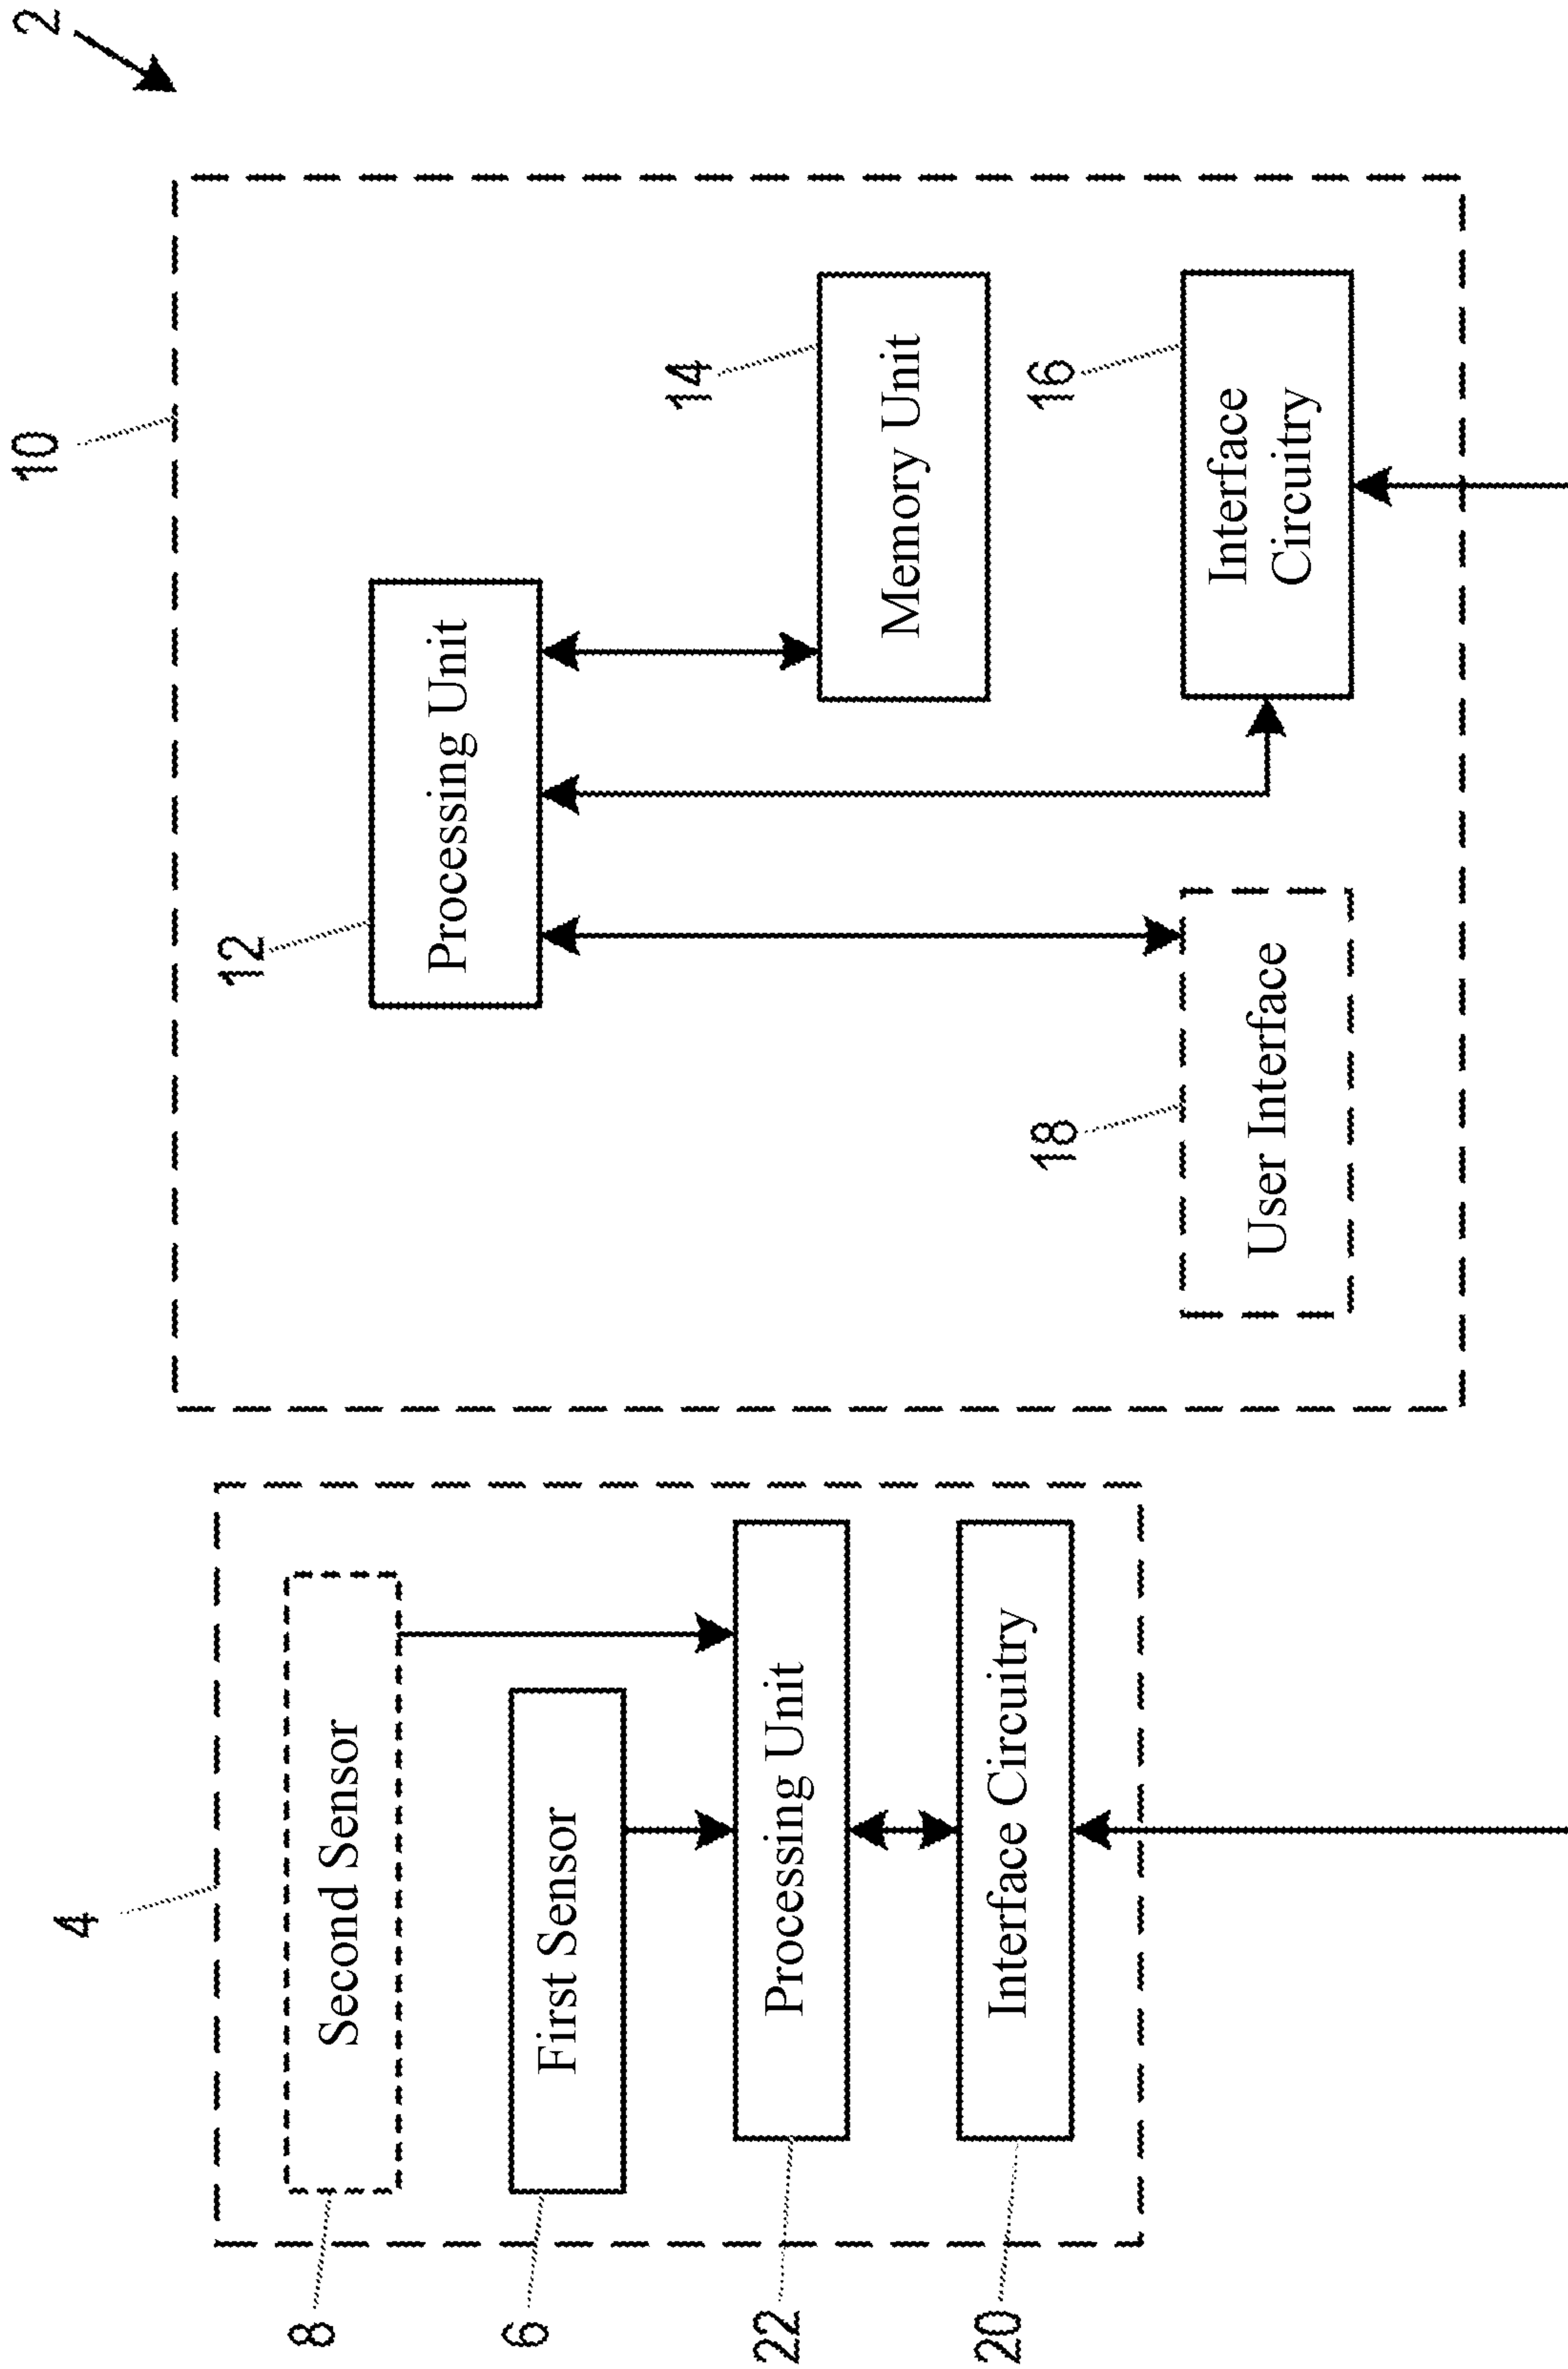 2
10
4
8
Second Sensor
6
First Sensor
22
Processing Unit
20
Interface Circuitry
12
Processing Unit
14
Memory Unit
16
Interface
Circuitry
18
User Interface